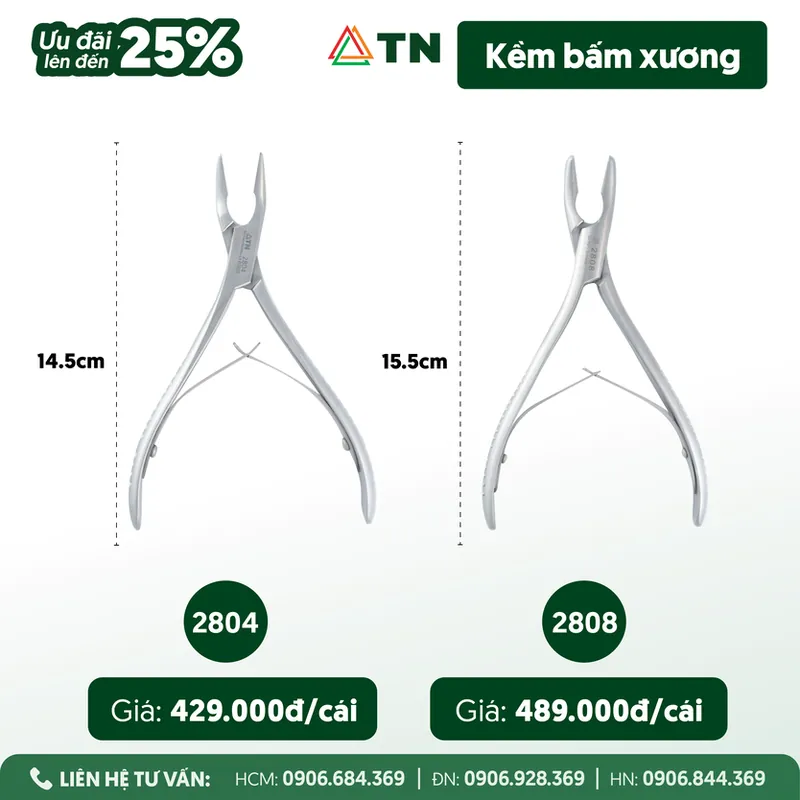 Ưu đãi
lên đến
25%
TN
Kềm bấm xương
14.5cm
15.5cm
2804
2808
2804
2808
Giá: 429.000đ/cái
Giá: 489.000đ/cái
LIÊN HỆ TƯ VẤN: HCM: 0906.684.369 | ĐN: 0906.928.369 | HN: 0906.844.369